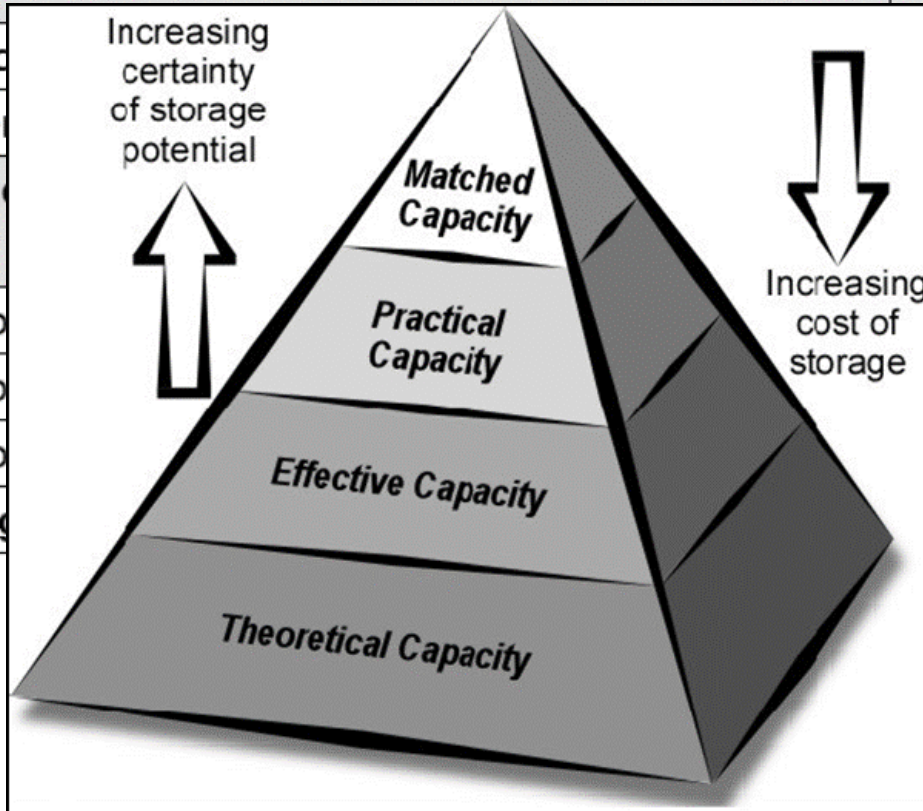 Increasing
certainty
of storage
potential
Matched
Capacity
Practical
Capacity
Effective Capacity
Theoretical Capacity
Increasing
cost of
storage